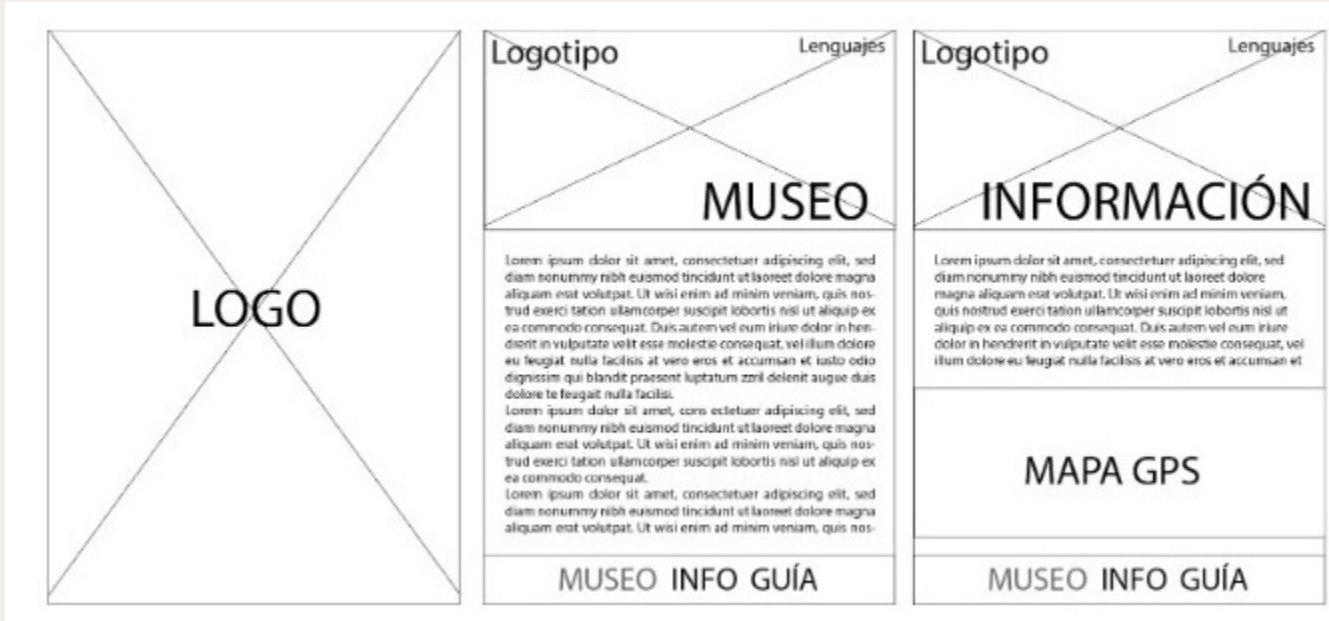 LOGO
Logotipo
Lenguajes
MUSEO
Lorem ipsum dolor sit amet, consectetuer adipiscing elit, sed
diam nonummy nibh euismod tincidunt ut laoreet dolore magna
aliquam erat volutpat. Ut wisi enim ad minim veniam, quis nos-
trud exerci tation ullamcorper suscipit lobortis nisl ut aliquip ex
ea commodo consequat. Duis autem vel eum iriure dolor in hen-
drerit in vulputate velit esse molestie consequat, vel illum dolore
eu feugiat nulla facilisis at vero eros et accumsan et iusto odio
dignissim qui blandit praesent luptatum zzril delenit augue duis
dolore te feugait nulla facilisi.
Lorem ipsum dolor sit amet, cons ectetuer adipiscing elit, sed
diam nonummy nibh euismod tincidunt ut laoreet dolore magna
aliquam erat volutpat. Ut wisi enim ad minim veniam, quis nos-
trud exerci tation ullamcorper suscipit lobortis nisl ut aliquip ex
ea commodo consequat.
Lorem ipsum dolor sit amet, consectetuer adipiscing elit, sed
diam nonummy nibh euismod tincidunt ut laoreet dolore magna
aliquam erat volutpat. Ut wisi enim ad minim veniam, quis nos-
MUSEO INFO GUÍA
Logotipo
Lenguajes
INFORMACIÓN
Lorem ipsum dolor sit amet, consectetuer adipiscing elit, sed
diam nonummy nibh euismod tincidunt ut laoreet dolore
magna aliquam erat volutpat. Ut wisi enim ad minim veniam,
quis nostrud exerci tation ullamcorper suscipit lobortis nisl ut
aliquip ex ea commodo consequat. Duis autem vel eum iriure
dolor in hendrerit in vulputate velit esse molestie consequat, vel
illum dolore eu feugiat nulla facilisis at vero eros et accumsan et
MAPA GPS
MUSEO INFO GUÍA